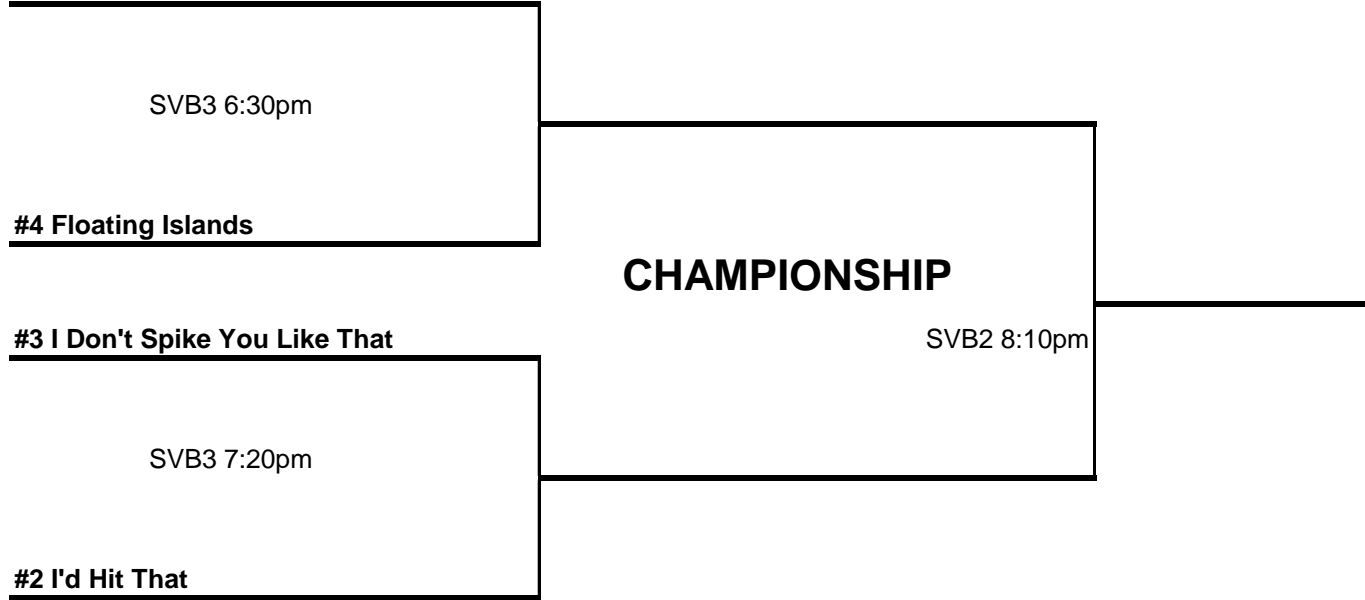 SVB3 6:30pm
#4 Floating Islands
CHAMPIONSHIP
#3 I Don't Spike You Like That
SVB2 8:10pm
SVB3 7:20pm
#2 I'd Hit That